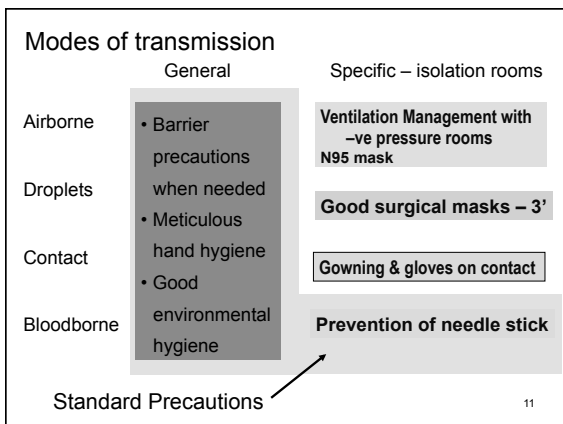 Modes of transmission
General
Specific – isolation rooms
Airborne
Droplets
Contact
Bloodborne
• Barrier
precautions
when needed
• Meticulous
hand hygiene
• Good
environmental
hygiene
Ventilation Management with
–ve pressure rooms
N95 mask
Good surgical masks – 3’
Gowning & gloves on contact
Prevention of needle stick
Standard Precautions
11